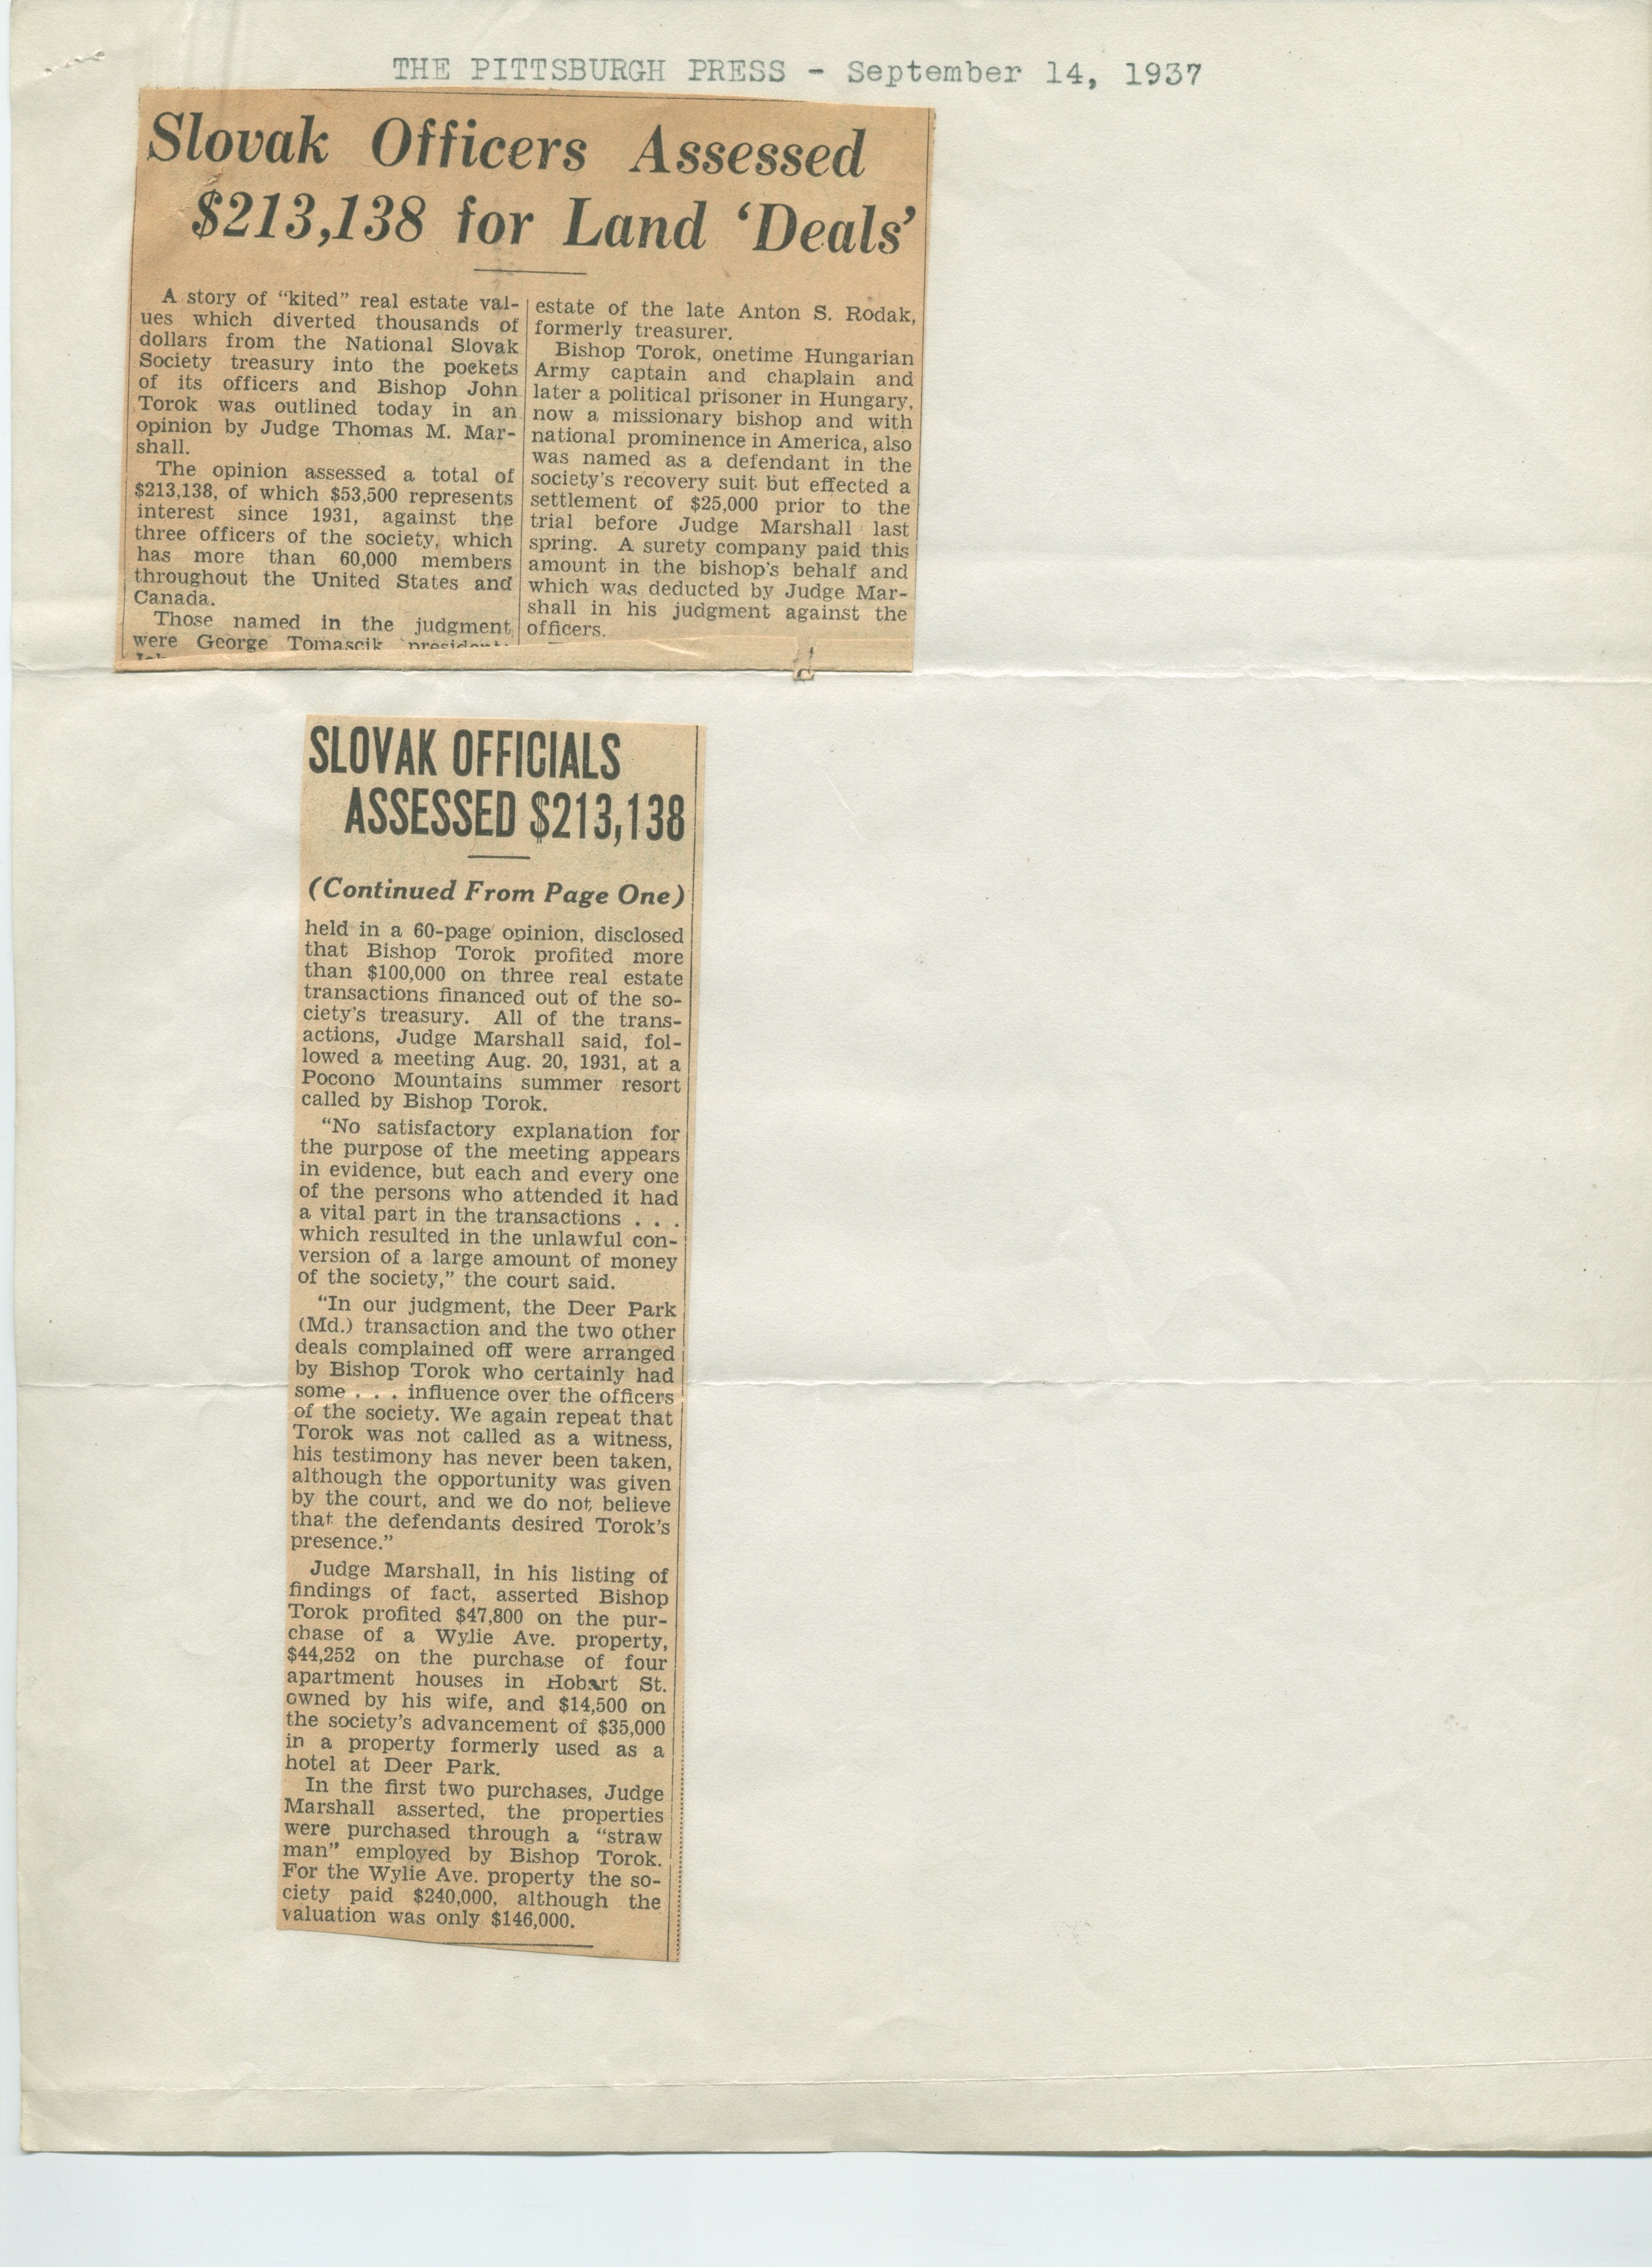 THE PITTSBURGH PRESS - September 14, 1937
Slovak Officers Assessed
$213,138 for Land ‘Deals’
A story of “kited” real estate val-
ues which diverted thousands of
dollars from the National Slovak
Society treasury into the pockets
of its officers and Bishop John
Torok was outlined today in an
opinion by Judge Thomas M. Mar-
shall.
The opinion assessed a total of
$213,138, of which $53,500 represents
interest since 1931, against the
three officers of the society, which
has more than 60,000 members
throughout the United States and
Canada.
Those named in the judgment
were George Tomascik president;
estate of the late Anton S. Rodak,
formerly treasurer.
Bishop Torok, onetime Hungarian
Army captain and chaplain and
later a political prisoner in Hungary,
now a missionary bishop and with
national prominence in America, also
was named as a defendant in the
society’s recovery suit but effected a
settlement of $25,000 prior to the
trial before Judge Marshall last
spring. A surety company paid this
amount in the bishop’s behalf and
which was deducted by Judge Mar-
shall in his judgment against the
officers.
SLOVAK OFFICIALS
ASSESSED $213,138
(Continued From Page One)
held in a 60-page opinion, disclosed
that Bishop Torok profited more
than $100,000 on three real estate
transactions financed out of the so-
ciety’s treasury. All of the trans-
actions, Judge Marshall said, fol-
lowed a meeting Aug. 20, 1931, at a
Pocono Mountains summer resort
called by Bishop Torok.
“No satisfactory explanation for
the purpose of the meeting appears
in evidence, but each and every one
of the persons who attended it had
a vital part in the transactions . . .
which resulted in the unlawful con-
version of a large amount of money
of the society,” the court said.
“In our judgment, the Deer Park
(Md.) transaction and the two other
deals complained off were arranged
by Bishop Torok who certainly had
some . . . influence over the officers
of the society. We again repeat that
Torok was not called as a witness,
his testimony has never been taken,
although the opportunity was given
by the court, and we do not believe
that the defendants desired Torok’s
presence.”
Judge Marshall, in his listing of
findings of fact, asserted Bishop
Torok profited $47,800 on the pur-
chase of a Wylie Ave. property,
$44,252 on the purchase of four
apartment houses in Hobart St.
owned by his wife, and $14,500 on
the society’s advancement of $35,000
in a property formerly used as a
hotel at Deer Park.
In the first two purchases, Judge
Marshall asserted, the properties
were purchased through a “straw
man” employed by Bishop Torok.
For the Wylie Ave. property the so-
ciety paid $240,000, although the
valuation was only $146,000.